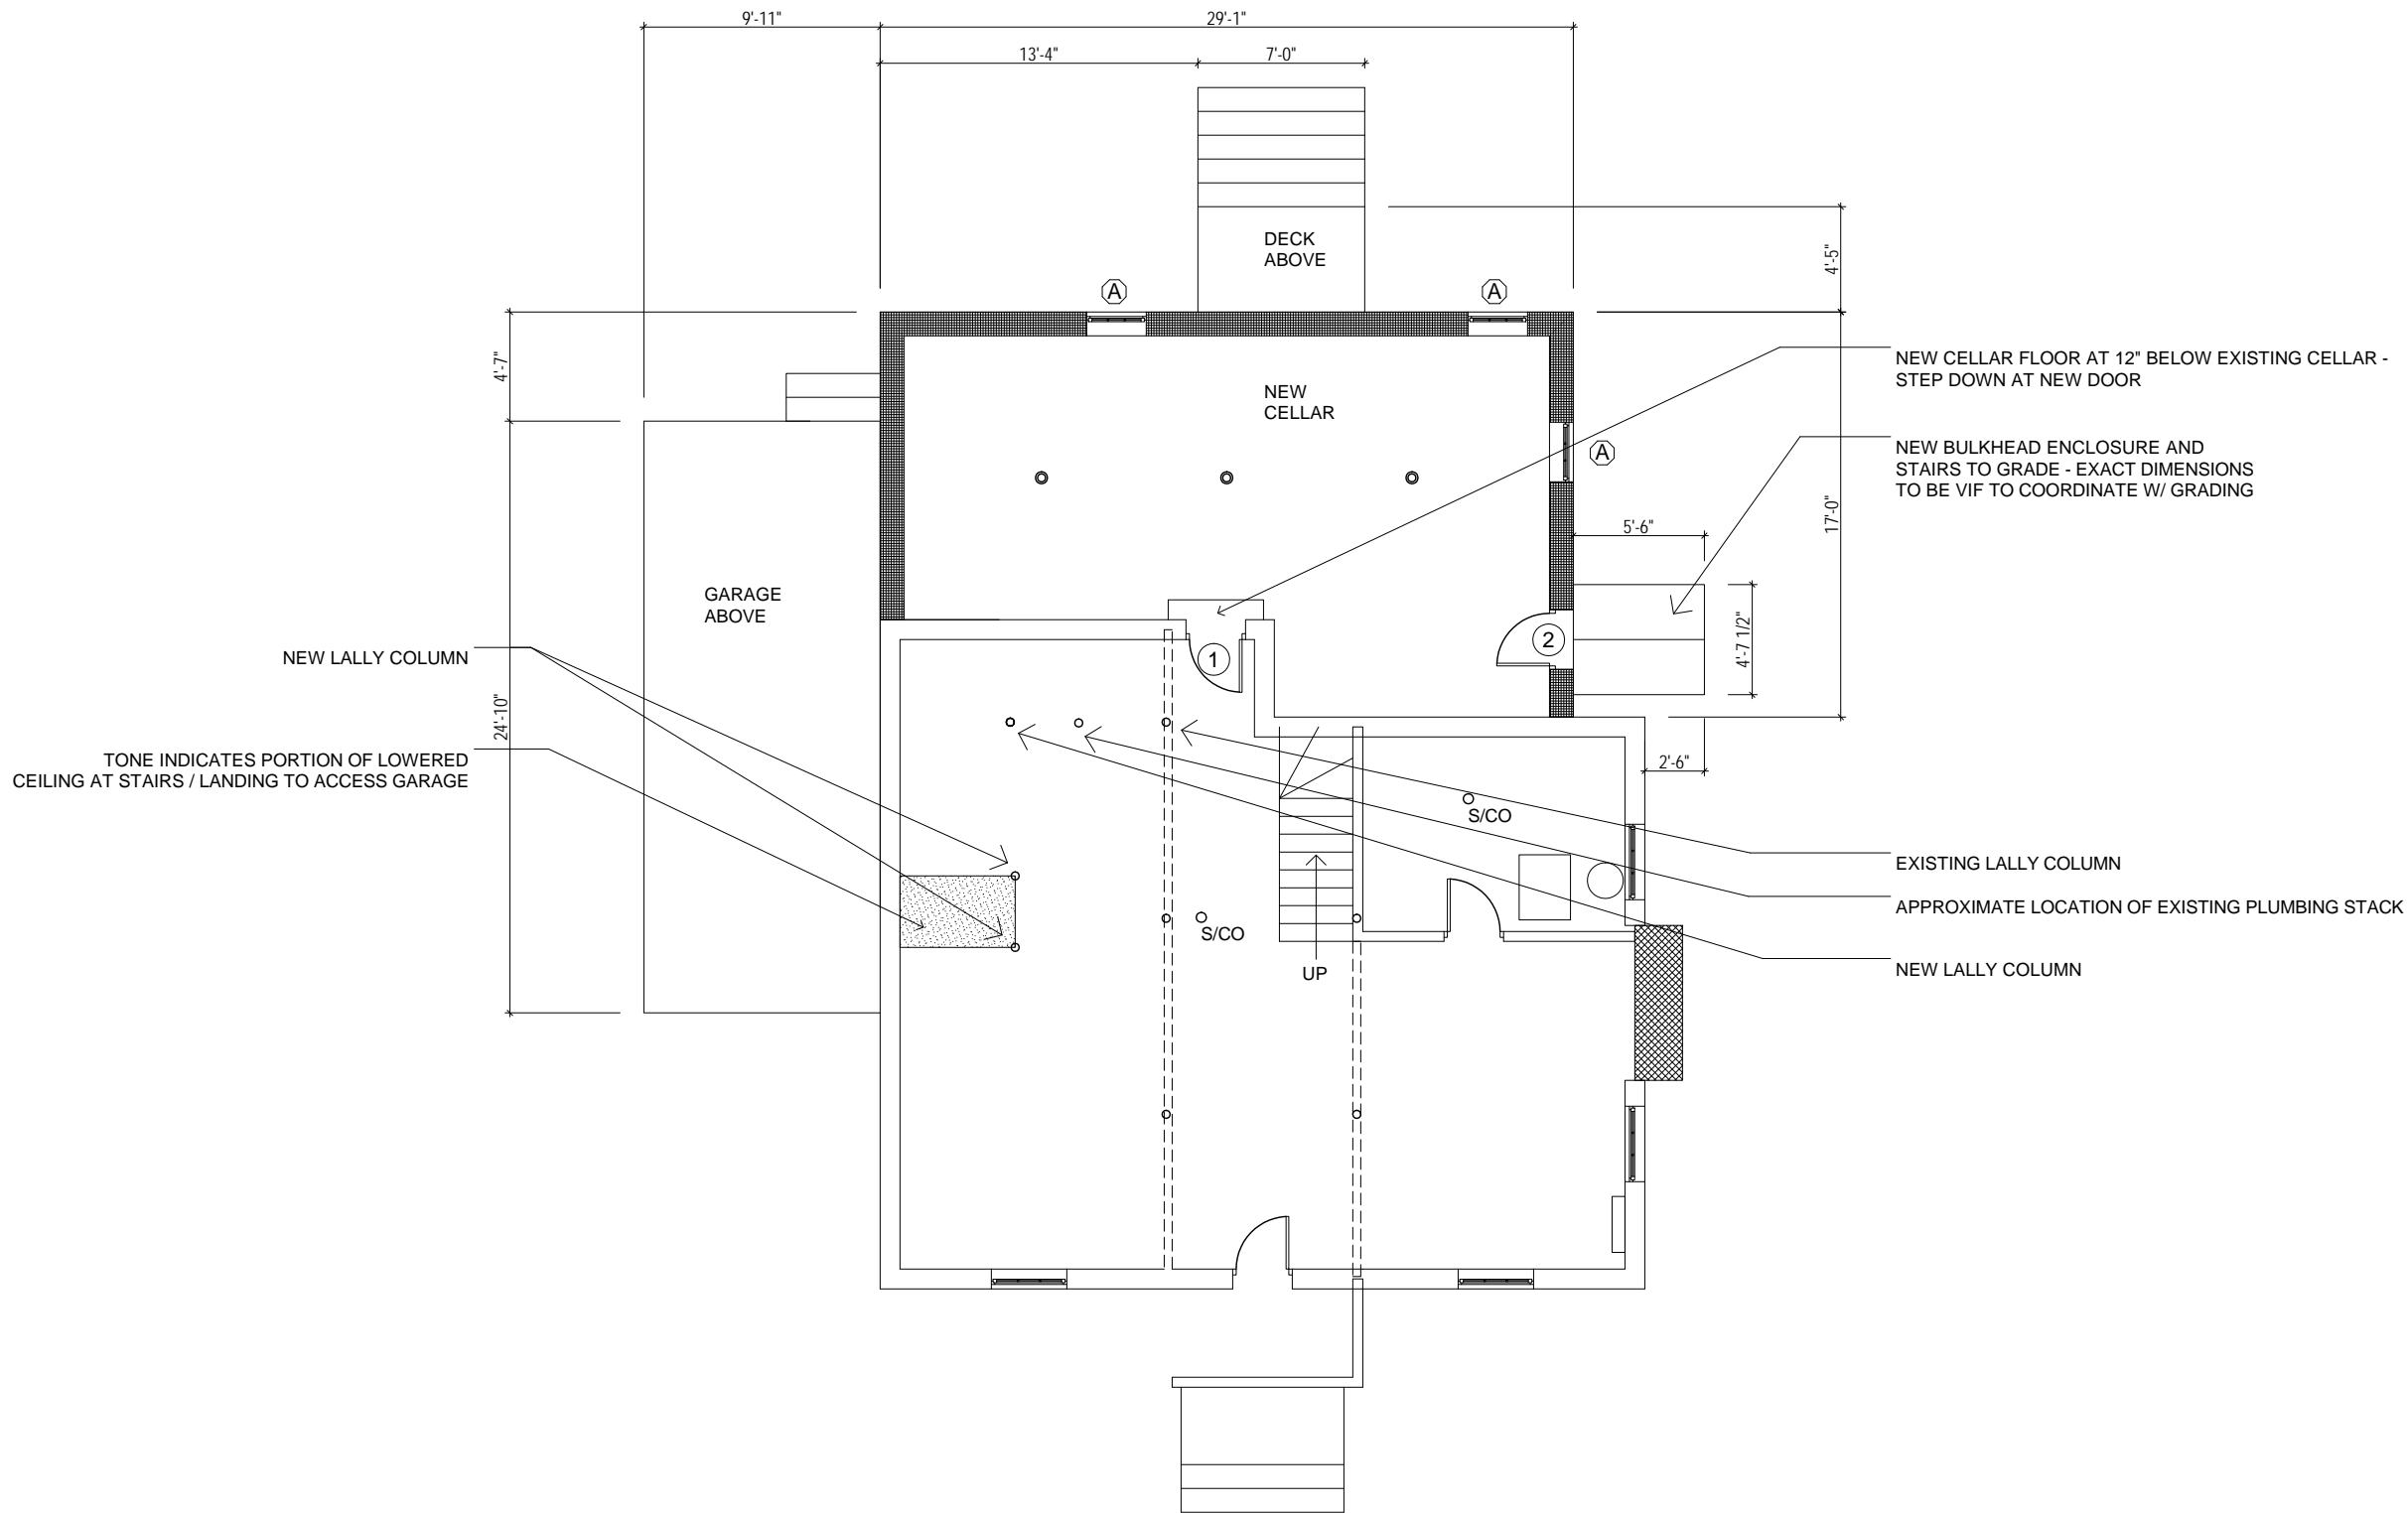 9'-11"
29'-1"
13'-4"
7'-0"
DECK
ABOVE
4'-5"
A
A
4'-7"
NEW CELLAR FLOOR AT 12" BELOW EXISTING CELLAR -
STEP DOWN AT NEW DOOR
NEW
CELLAR
NEW BULKHEAD ENCLOSURE AND
STAIRS TO GRADE - EXACT DIMENSIONS
TO BE VIF TO COORDINATE W/ GRADING
A
17'-0"
5'-6"
GARAGE
ABOVE
4'-7 1/2"
2
1
NEW LALLY COLUMN
24'-10"
TONE INDICATES PORTION OF LOWERED
CEILING AT STAIRS / LANDING TO ACCESS GARAGE
2'-6"
S/CO
EXISTING LALLY COLUMN
APPROXIMATE LOCATION OF EXISTING PLUMBING STACK
S/CO
UP
NEW LALLY COLUMN